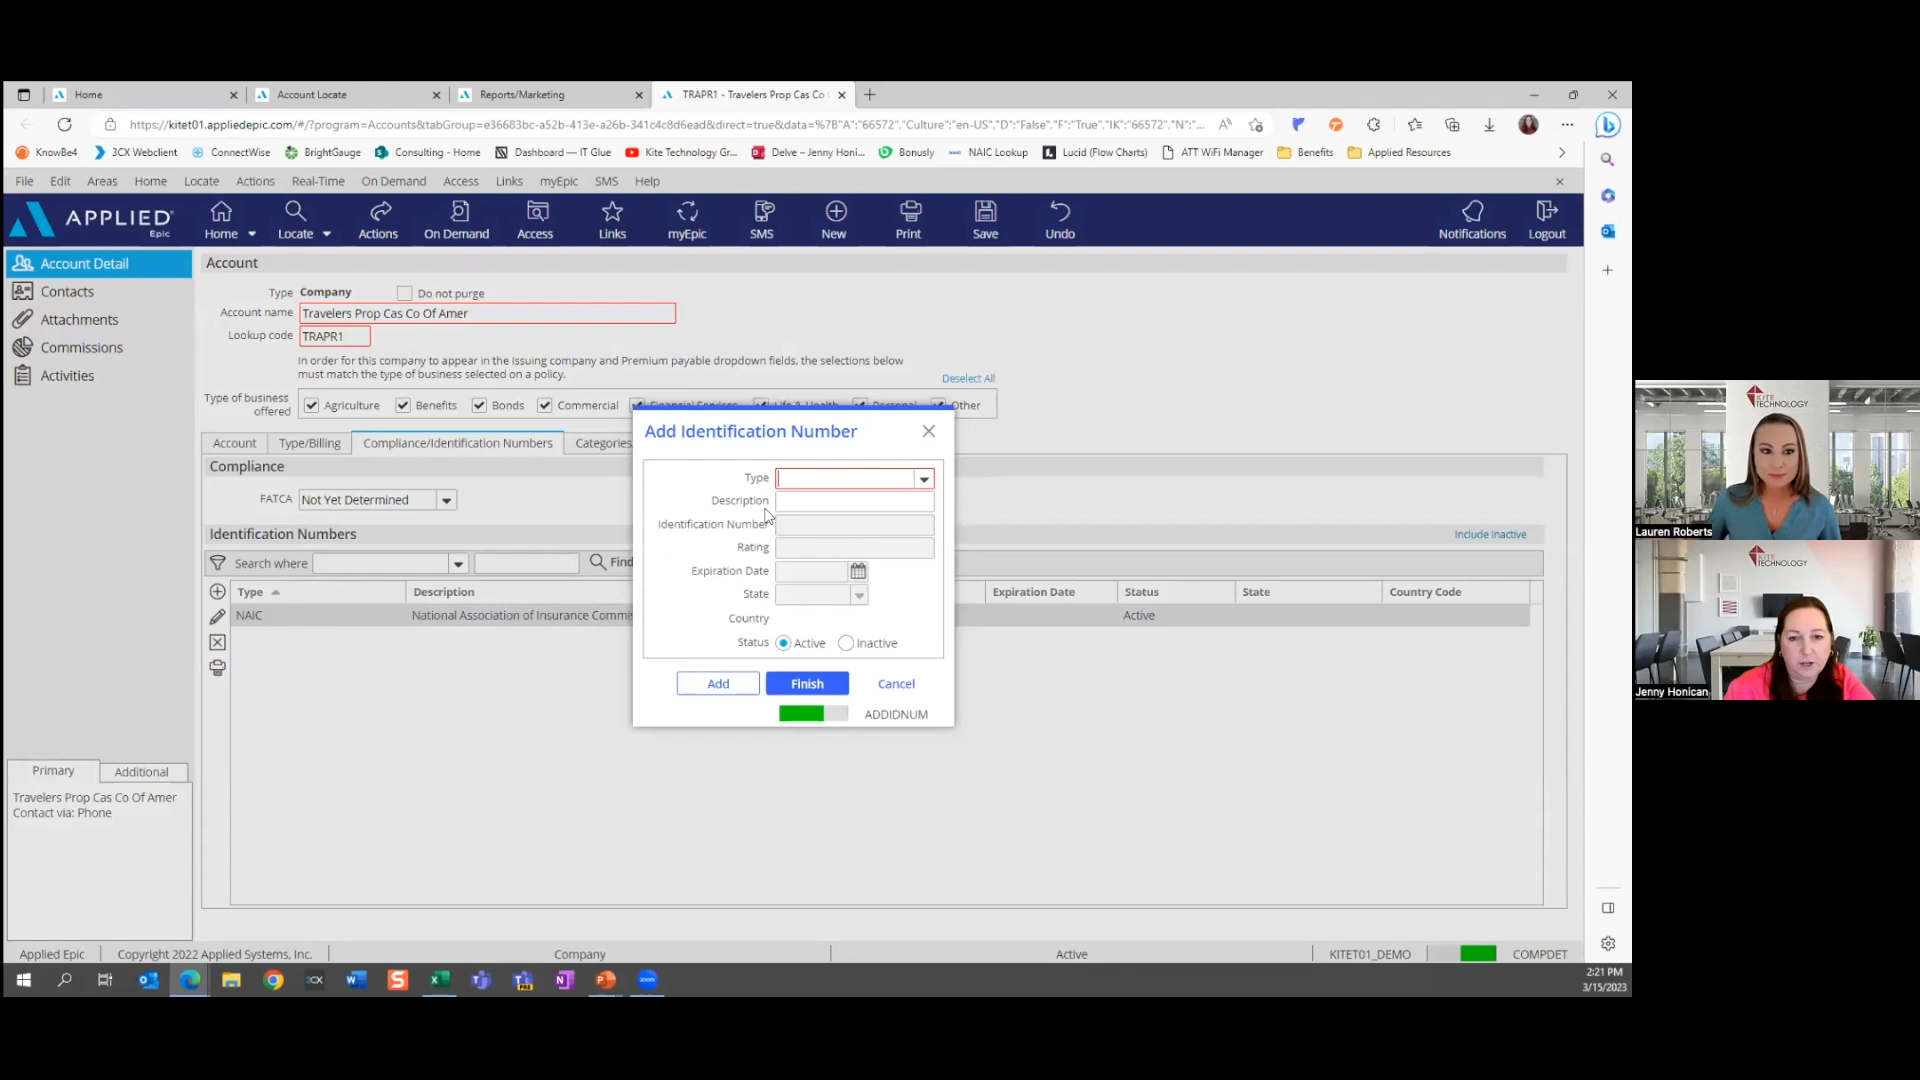 Home
Account Locate
Reports/Marketing
TRAPR1 - Travelers Prop Cas Co
https://kitet01.appliedepic.com/#/?program=Accounts&tabGroup=e36683bc-a52b-413e-a26b-341c4c8d6ead&direct=true&data=%7B"A":"66572","Culture":"en-US","D":"False","F":"True","IK":"66572","N":"...
KnowBe4
3CX Webclient
ConnectWise
BrightGauge
Consulting - Home
Dashboard — IT Glue
Kite Technology Gr...
Delve – Jenny Honi...
Bonusly
NAIC Lookup
Lucid (Flow Charts)
ATT WiFi Manager
Benefits
Applied Resources
File Edit Areas Home Locate Actions Real-Time On Demand Access Links myEpic SMS Help
APPLIED
Epic
Home
Locate
Actions
On Demand
Access
Links
myEpic
SMS
New
Print
Save
Undo
Notifications
Logout
Account Detail
Contacts
Attachments
Commissions
Activities
Account
Type Company
Do not purge
Account name Travelers Prop Cas Co Of Amer
Lookup code TRAPR1
In order for this company to appear in the Issuing company and Premium payable dropdown fields, the selections below
must match the type of business selected on a policy.
Deselect All
Type of business
offered
Agriculture
Benefits
Bonds
Commercial
Financial Services
Life & Health
Personal
Other
Account
Type/Billing
Compliance/Identification Numbers
Categories
Compliance
FATCA Not Yet Determined
Identification Numbers
Include Inactive
Search where
Find
Type
Description
Expiration Date
Status
State
Country Code
NAIC
National Association of Insurance Commis
Active
Add Identification Number
Type
Description
Identification Number
Rating
Expiration Date
State
Country
Status Active Inactive
Add
Finish
Cancel
ADDIDNUM
Primary
Additional
Travelers Prop Cas Co Of Amer
Contact via: Phone
Applied Epic
Copyright 2022 Applied Systems, Inc.
Company
Active
KITET01_DEMO
COMPDET
2:21 PM
3/15/2023
KITE
TECHNOLOGY
Lauren Roberts
KITE
TECHNOLOGY
Jenny Honican